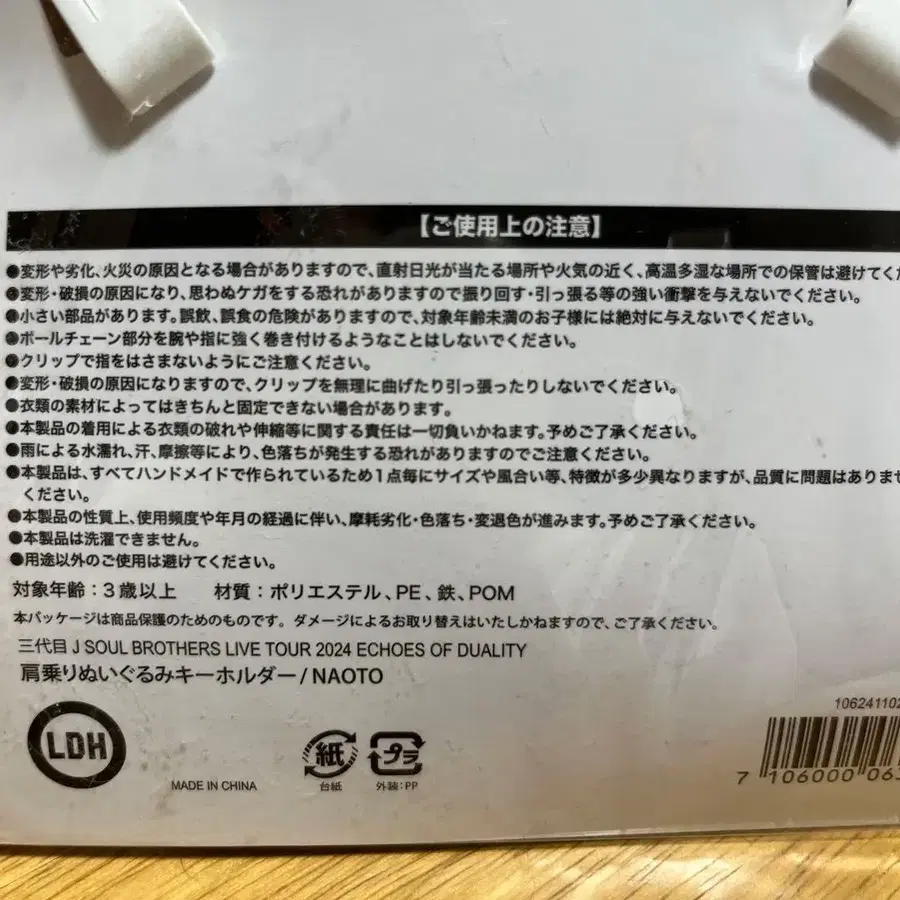 【ご使用上の注意】
●変形や劣化、火災の原因となる場合がありますので、直射日光が当たる場所や火気の近く、高温多湿な場所での保管は避けてくだ
●変形・破損の原因になり、思わぬケガをする恐れがありますので振り回す・引っ張る等の強い衝撃を与えないでください。
●小さい部品があります。誤飲、誤食の危険がありますので、対象年齢未満のお子様には絶対に与えないでください。
●ボールチェーン部分を腕や指に強く巻き付けるようなことはしないでください。
●クリップで指をはさまないようにご注意ください。
●変形・破損の原因になりますので、クリップを無理に曲げたり引っ張ったりしないでください。
●衣類の素材によってはきちんと固定できない場合があります。
●本製品の着用による衣類の破れや伸縮等に関する責任は一切負いかねます。予めご了承ください。
●雨による水濡れ、汗、摩擦等により、色落ちが発生する恐れがありますのでご注意ください。
●本製品は、すべてハンドメイドで作られているため1点毎にサイズや風合い等、特徴が多少異なりますが、品質に問題はありませ
ください。
●本製品の性質上、使用頻度や年月の経過に伴い、摩耗劣化・色落ち・変退色が進みます。予めご了承ください。
●本製品は洗濯できません。
●用途以外のご使用は避けてください。
対象年齢：3歳以上 材質：ポリエステル、PE、鉄、POM
本パッケージは商品保護のためのものです。ダメージによるお取り替えはいたしかねますので、ご了承ください。
三代目 J SOUL BROTHERS LIVE TOUR 2024 ECHOES OF DUALITY
肩乗りぬいぐるみキーホルダー/NAOTO
LDH
MADE IN CHINA
紙
台紙
プラ
外装:PP
106241102
7 106000 063